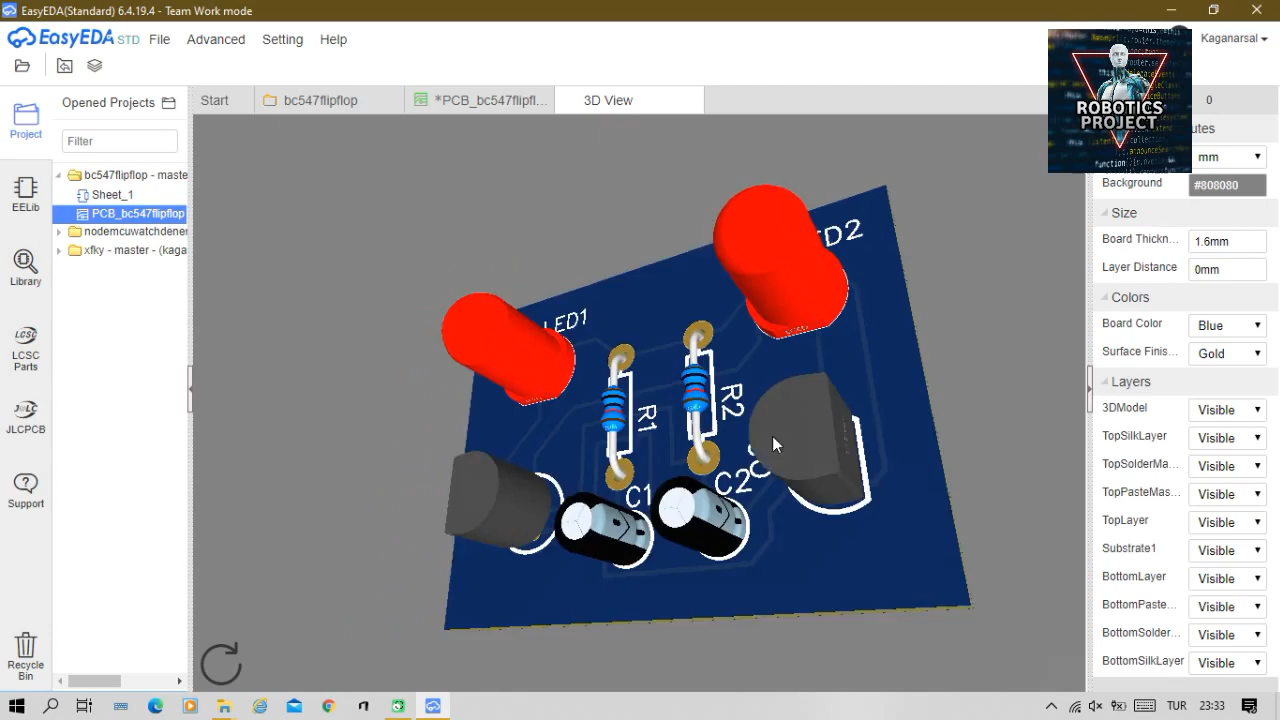 EasyEDA(Standard) 6.4.19.4 - Team Work mode
EasyEDA STD File Advanced Setting Help
Kaganarsal
ROBOTICS
PROJECT
function()
Project
EELib
Library
LCSC
Parts
JLCPCB
Support
Recycle
Bin
Opened Projects
Filter
bc547flipflop - maste
Sheet_1
PCB_bc547flipflop
nodemcuwatchdener
xfky - master - (kaga
Start bc547flipflop *PCB_bc547flipfl... 3D View
LED1
ED2
R1
R2
C1
C2
0
utes
mm
Background #808080
Size
Board Thickn... 1.6mm
Layer Distance 0mm
Colors
Board Color Blue
Surface Finis... Gold
Layers
3DModel Visible
TopSilkLayer Visible
TopSolderMa... Visible
TopPasteMas... Visible
TopLayer Visible
Substrate1 Visible
BottomLayer Visible
BottomPaste... Visible
BottomSolder... Visible
BottomSilkLayer Visible
TUR 23:33